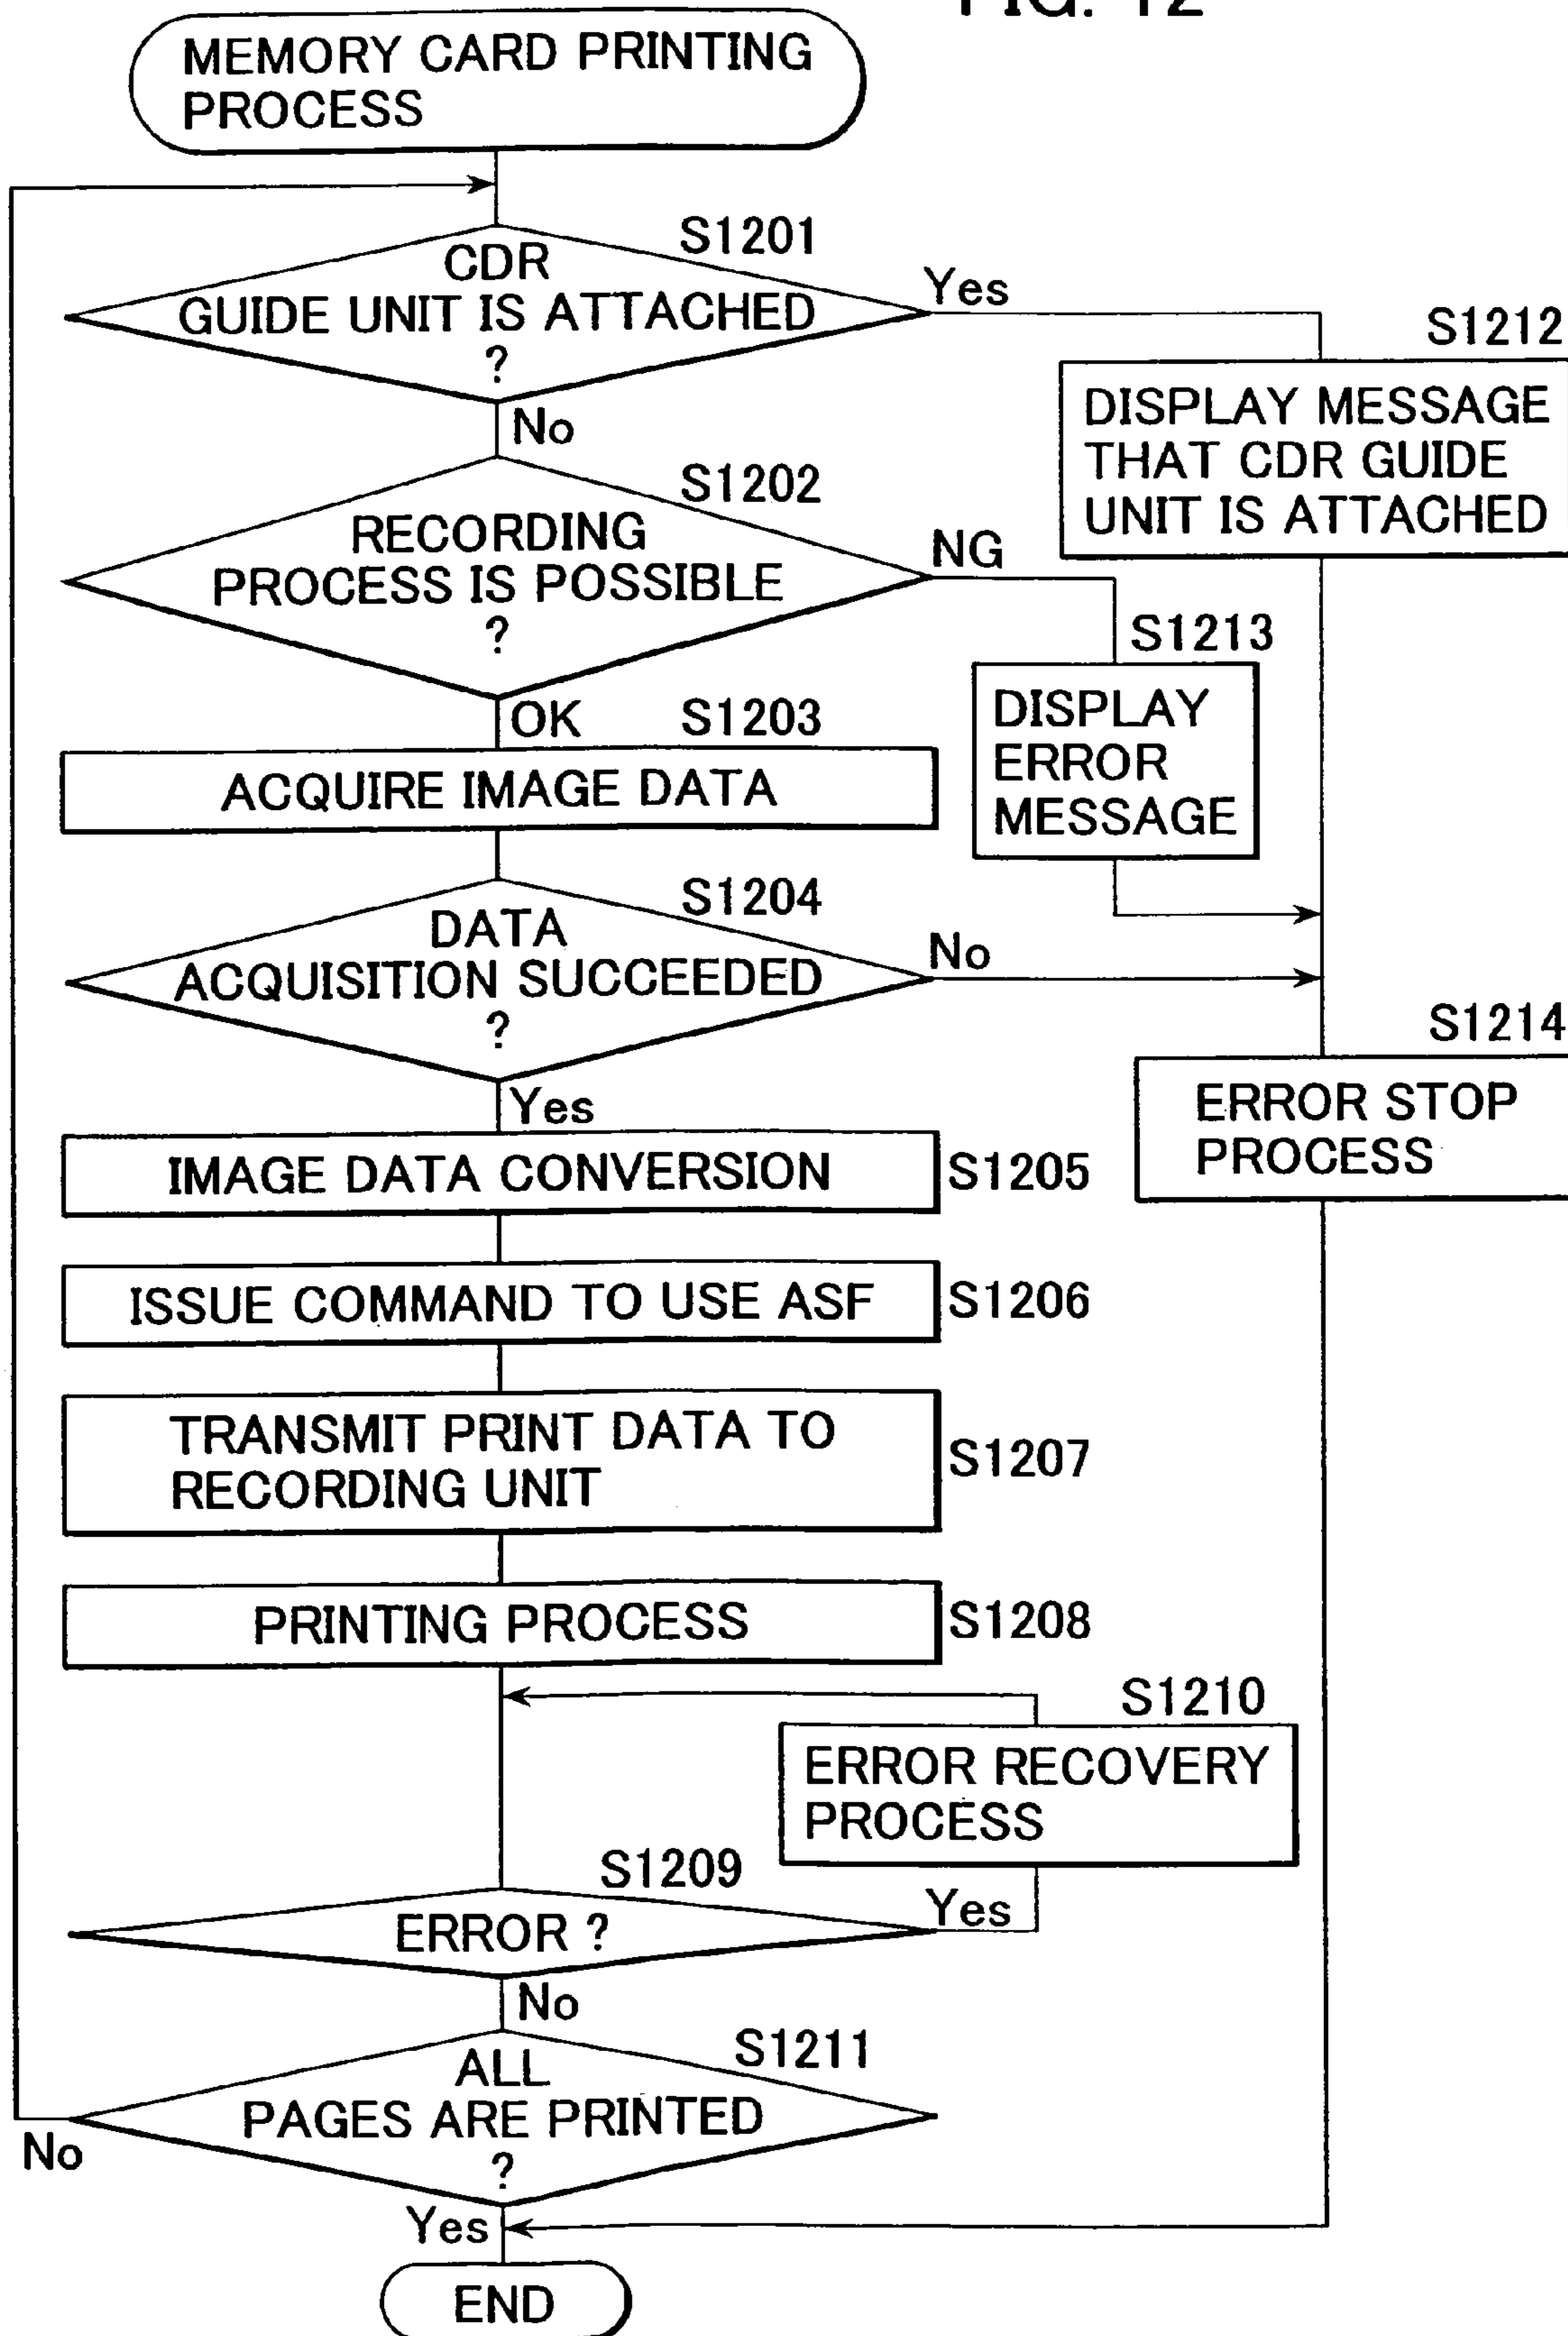 FIG. 12
MEMORY CARD PRINTING
PROCESS
S1201
CDR
GUIDE UNIT IS ATTACHED
?
Yes
No
S1212
DISPLAY MESSAGE
THAT CDR GUIDE
UNIT IS ATTACHED
S1202
RECORDING
PROCESS IS POSSIBLE
?
NG
OK
S1213
DISPLAY
ERROR
MESSAGE
S1203
ACQUIRE IMAGE DATA
S1204
DATA
ACQUISITION SUCCEEDED
?
No
Yes
S1214
ERROR STOP
PROCESS
IMAGE DATA CONVERSION
S1205
ISSUE COMMAND TO USE ASF
S1206
TRANSMIT PRINT DATA TO
RECORDING UNIT
S1207
PRINTING PROCESS
S1208
S1210
ERROR RECOVERY
PROCESS
S1209
ERROR ?
Yes
No
S1211
ALL
PAGES ARE PRINTED
?
No
Yes
END